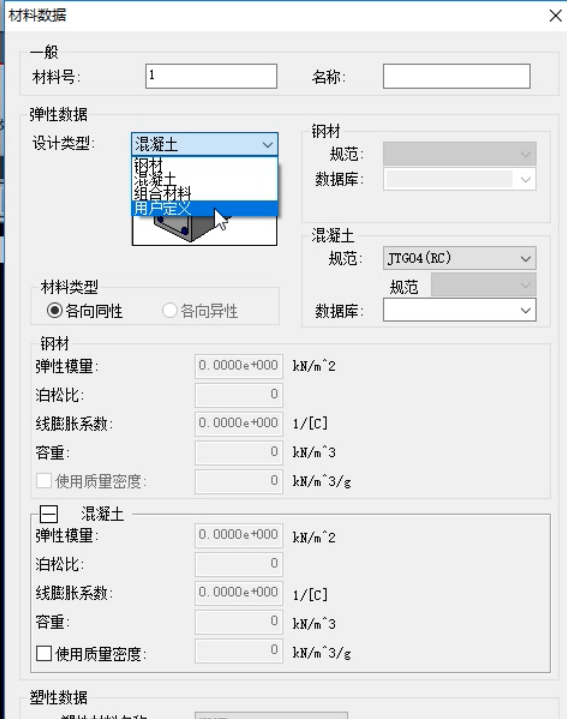 材料数据
一般
材料号: 1 名称:
弹性数据
设计类型: 混凝土
钢材
混凝土
组合材料
用户定义
钢材
规范:
数据库:
混凝土
规范: JTG04(RC)
规范
数据库:
材料类型
各向同性 各向异性
钢材
弹性模量: 0.0000e+000 kN/m^2
泊松比: 0
线膨胀系数: 0.0000e+000 1/[C]
容重: 0 kN/m^3
使用质量密度: 0 kN/m^3/g
混凝土
弹性模量: 0.0000e+000 kN/m^2
泊松比: 0
线膨胀系数: 0.0000e+000 1/[C]
容重: 0 kN/m^3
使用质量密度: 0 kN/m^3/g
塑性数据